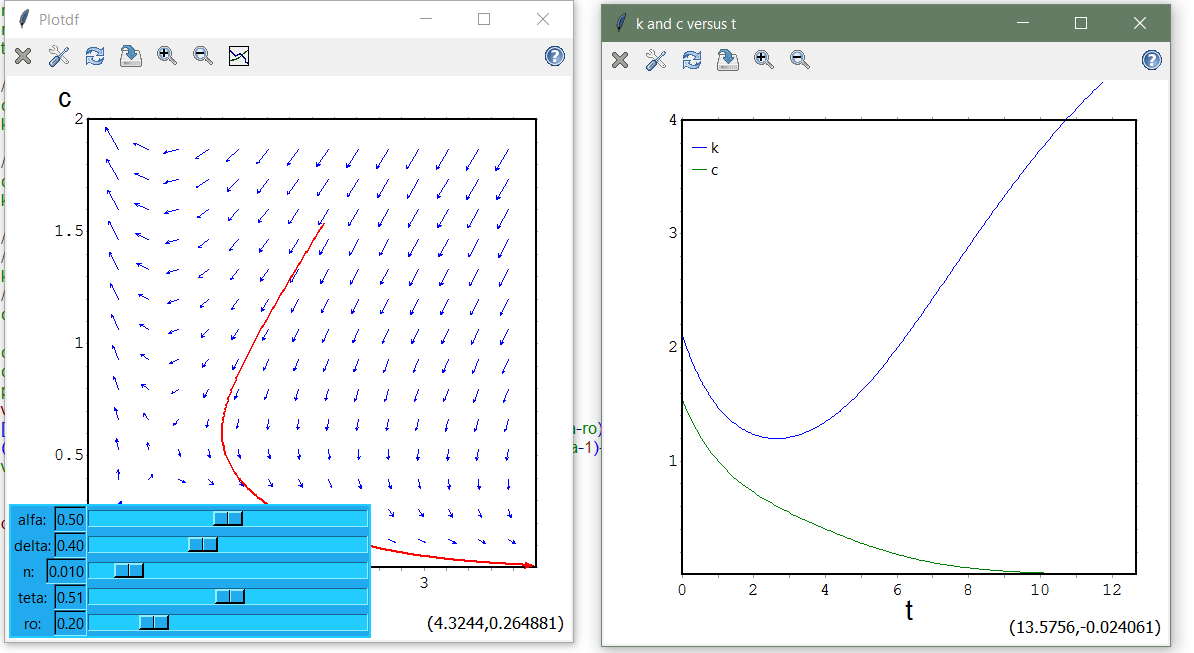 Plotdf
c
2
1.5
1
0.5
3
(4.3244,0.264881)
alfa: 0.50
delta: 0.40
n: 0.010
teta: 0.51
ro: 0.20
a-ro)
a-1)
k and c versus t
4
3
2
1
k
c
0 2 4 6 8 10 12
t
(13.5756,-0.024061)